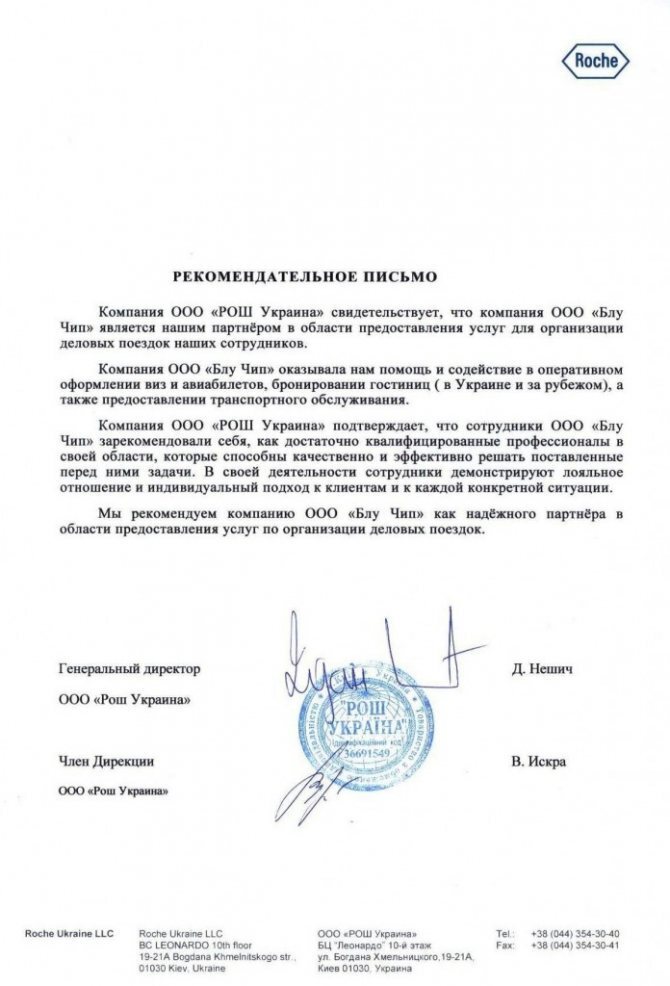 Roche
РЕКОМЕНДАТЕЛЬНОЕ ПИСЬМО
Компания ООО «РОШ Украина» свидетельствует, что компания ООО «Блу
Чип» является нашим партнёром в области предоставления услуг для организации
деловых поездок наших сотрудников.
Компания ООО «Блу Чип» оказывала нам помощь и содействие в оперативном
оформлении виз и авиабилетов, бронировании гостиниц ( в Украине и за рубежом), а
также предоставлении транспортного обслуживания.
Компания ООО «РОШ Украина» подтверждает, что сотрудники ООО «Блу
Чип» зарекомендовали себя, как достаточно квалифицированные профессионалы в
своей области, которые способны качественно и эффективно решать поставленные
перед ними задачи. В своей деятельности сотрудники демонстрируют лояльное
отношение и индивидуальный подход к клиентам и к каждой конкретной ситуации.
Мы рекомендуем компанию ООО «Блу Чип» как надёжного партнёра в
области предоставления услуг по организации деловых поездок.
Генеральный директор
Д. Нешич
ООО «Рош Украина»
"РОШ
УКРАЇНА"
Ідентифікаційний код
36691549
Член Дирекции
В. Искра
ООО «Рош Украина»
Roche Ukraine LLC
Roche Ukraine LLC
BC LEONARDO 10th floor
19-21A Bogdana Khmelnitskogo str.,
01030 Kiev, Ukraine
ООО «РОШ Украина»
БЦ "Леонардо" 10-й этаж
ул. Богдана Хмельницкого,19-21А,
Киев 01030, Украина
Tel.: +38 (044) 354-30-40
Fax: +38 (044) 354-30-41